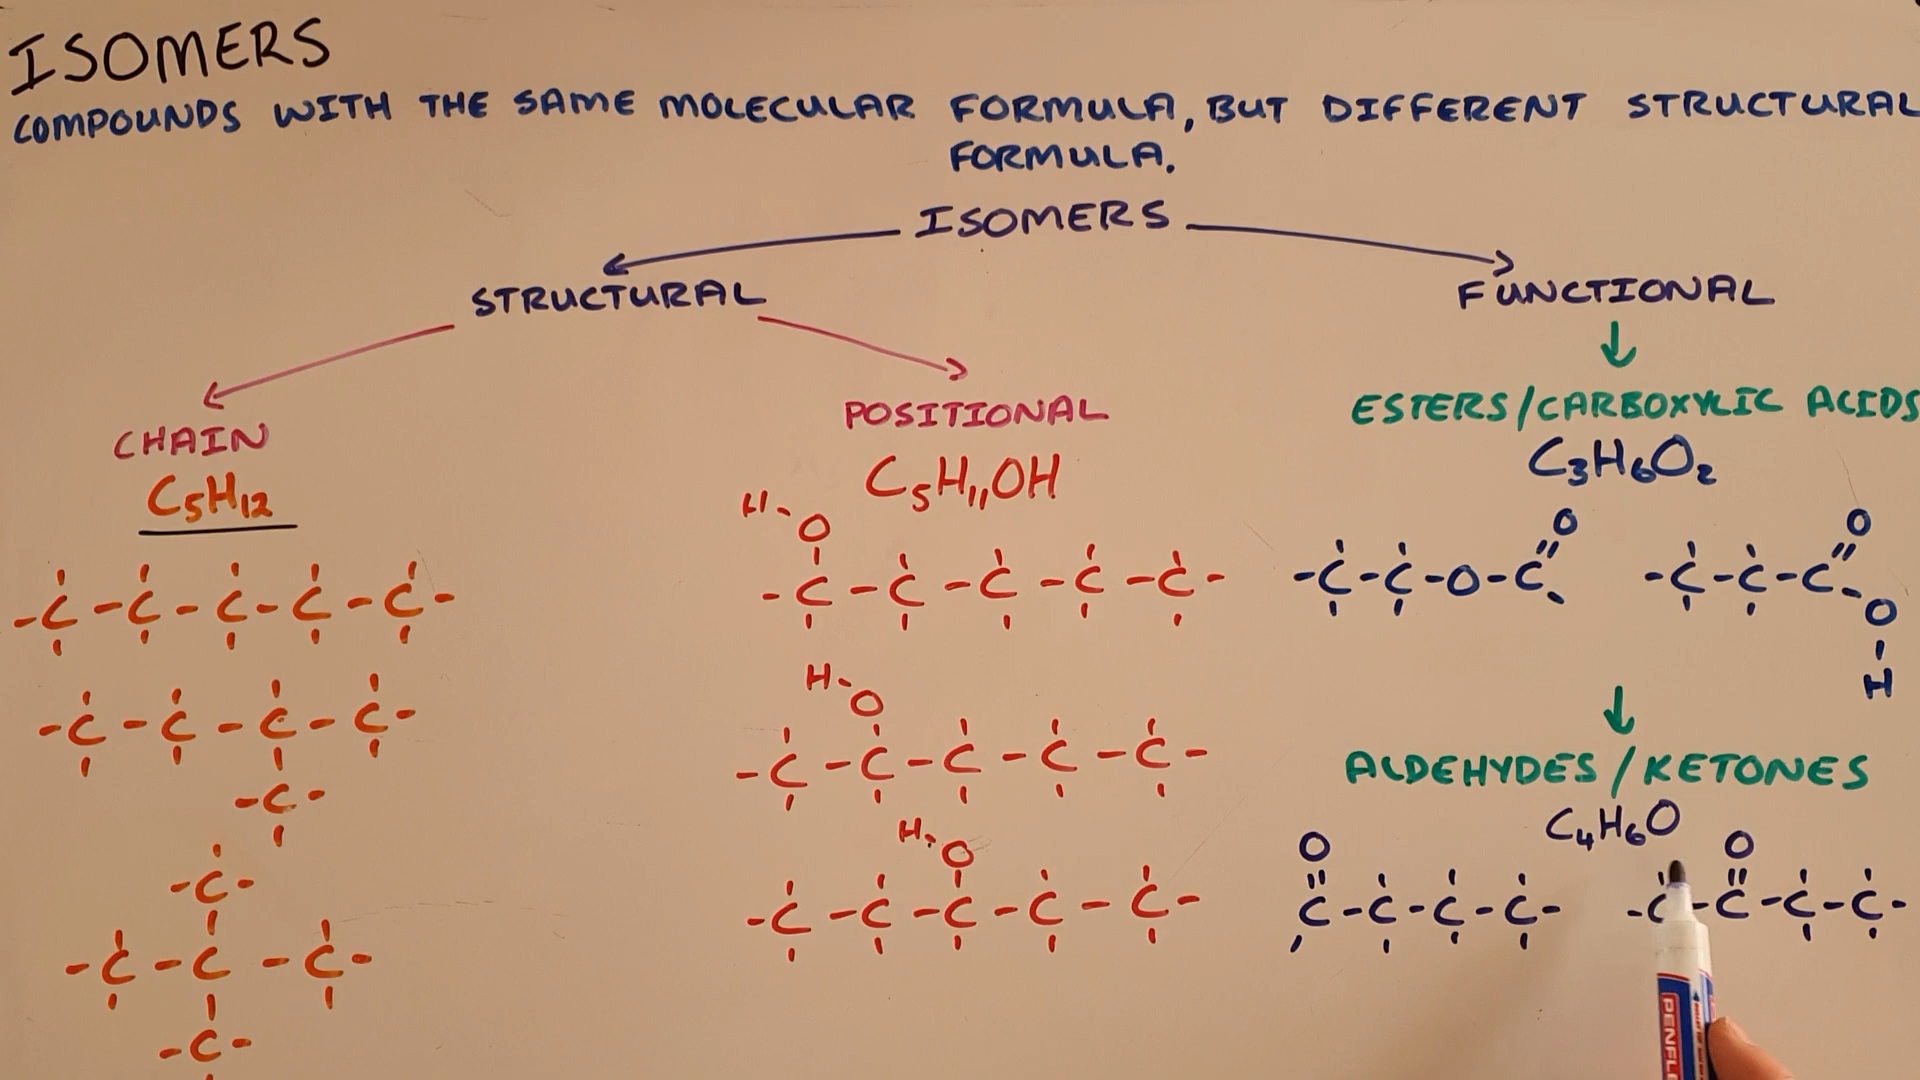 ISOMERS
COMPOUNDS WITH THE SAME MOLECULAR FORMULA, BUT DIFFERENT STRUCTURAL
FORMULA.
ISOMERS
STRUCTURAL
FUNCTIONAL
CHAIN
C₅H₁₂
-C-C-C-C-C-
-C-C-C-C-
-C-
-C-
-C-C-C-
-C-
POSITIONAL
C₅H₁₁OH
H-O
-C-C-C-C-C-
H-O
-C-C-C-C-C-
H-O
-C-C-C-C-C-
ESTERS/CARBOXYLIC ACIDS
C₃H₆O₂
O
-C-C-O-C
O
-C-C-C-O
H
ALDEHYDES/KETONES
C₄H₆O
O
C-C-C-C-
O
-C-C-C-C-
PENFL